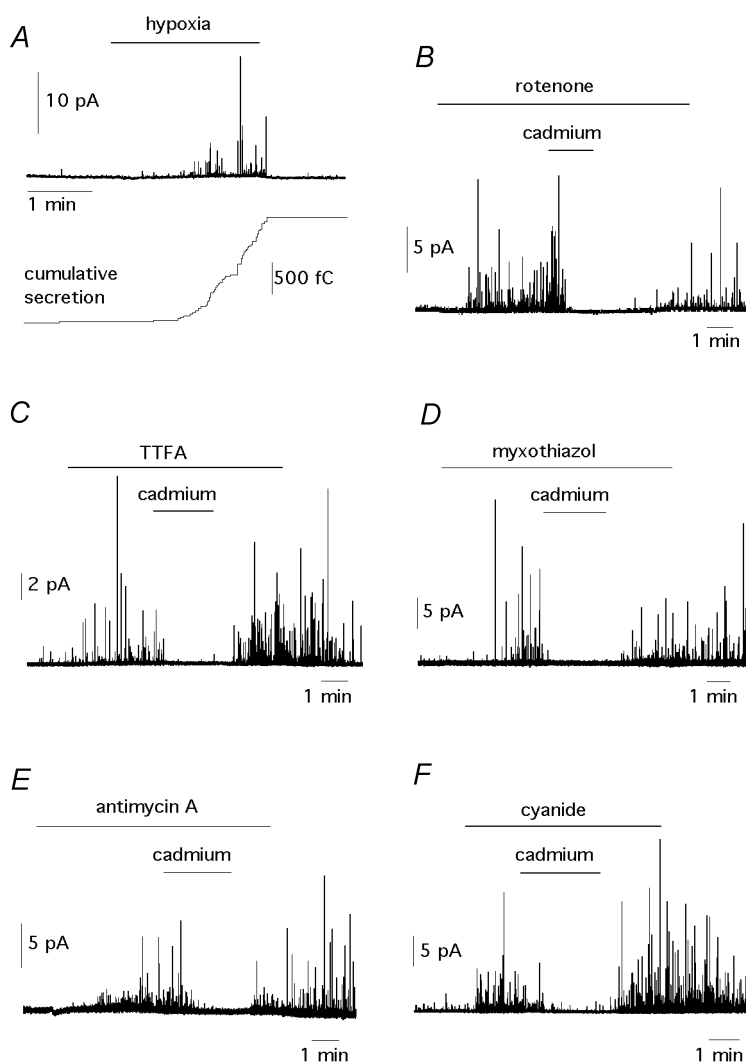 A
hypoxia
10 pA
1 min
cumulative
secretion
500 fC
B
rotenone
cadmium
5 pA
1 min
C
TTFA
cadmium
2 pA
1 min
D
myxothiazol
cadmium
5 pA
1 min
E
antimycin A
cadmium
5 pA
1 min
F
cyanide
cadmium
5 pA
1 min